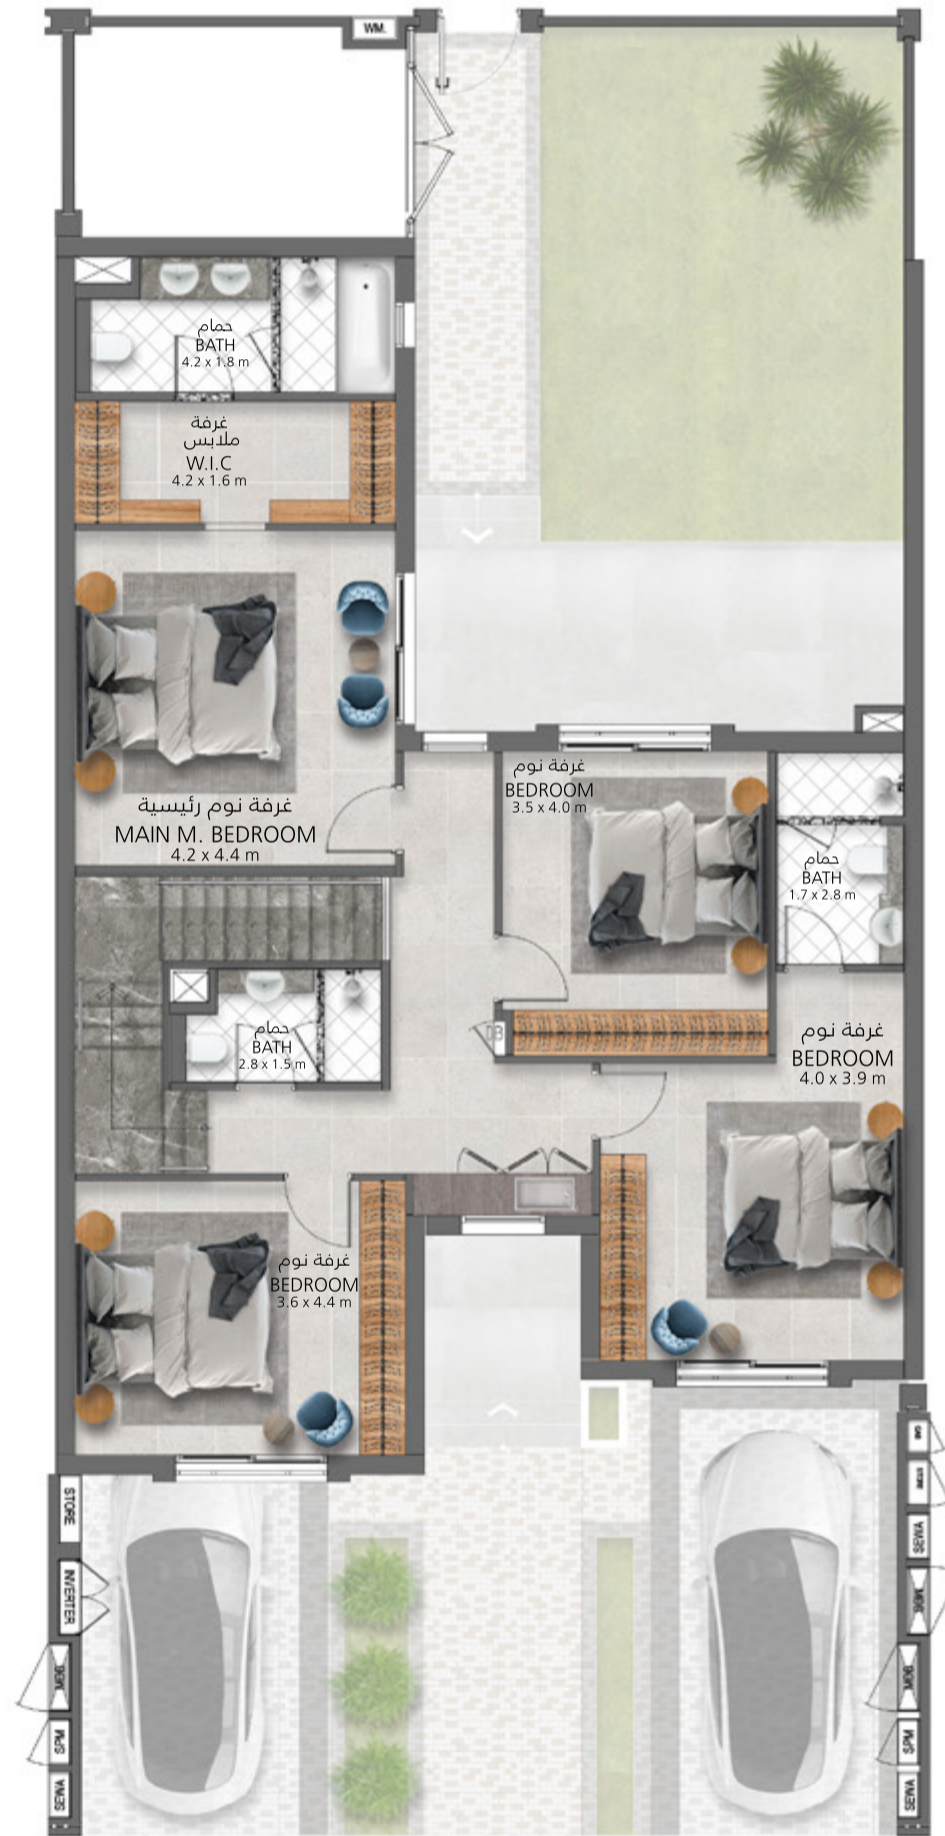 WM.
حمام
BATH
4.2 x 1.8 m
غرفة
ملابس
W.I.C
4.2 x 1.6 m
غرفة نوم رئيسية
MAIN M. BEDROOM
4.2 x 4.4 m
غرفة نوم
BEDROOM
3.5 x 4.0 m
حمام
BATH
1.7 x 2.8 m
حمام
BATH
2.8 x 1.5 m
غرفة نوم
BEDROOM
4.0 x 3.9 m
غرفة نوم
BEDROOM
3.6 x 4.4 m
STORE
INVERTER
SPM
SEWA
STORE
SEWA
SPM
SEWA